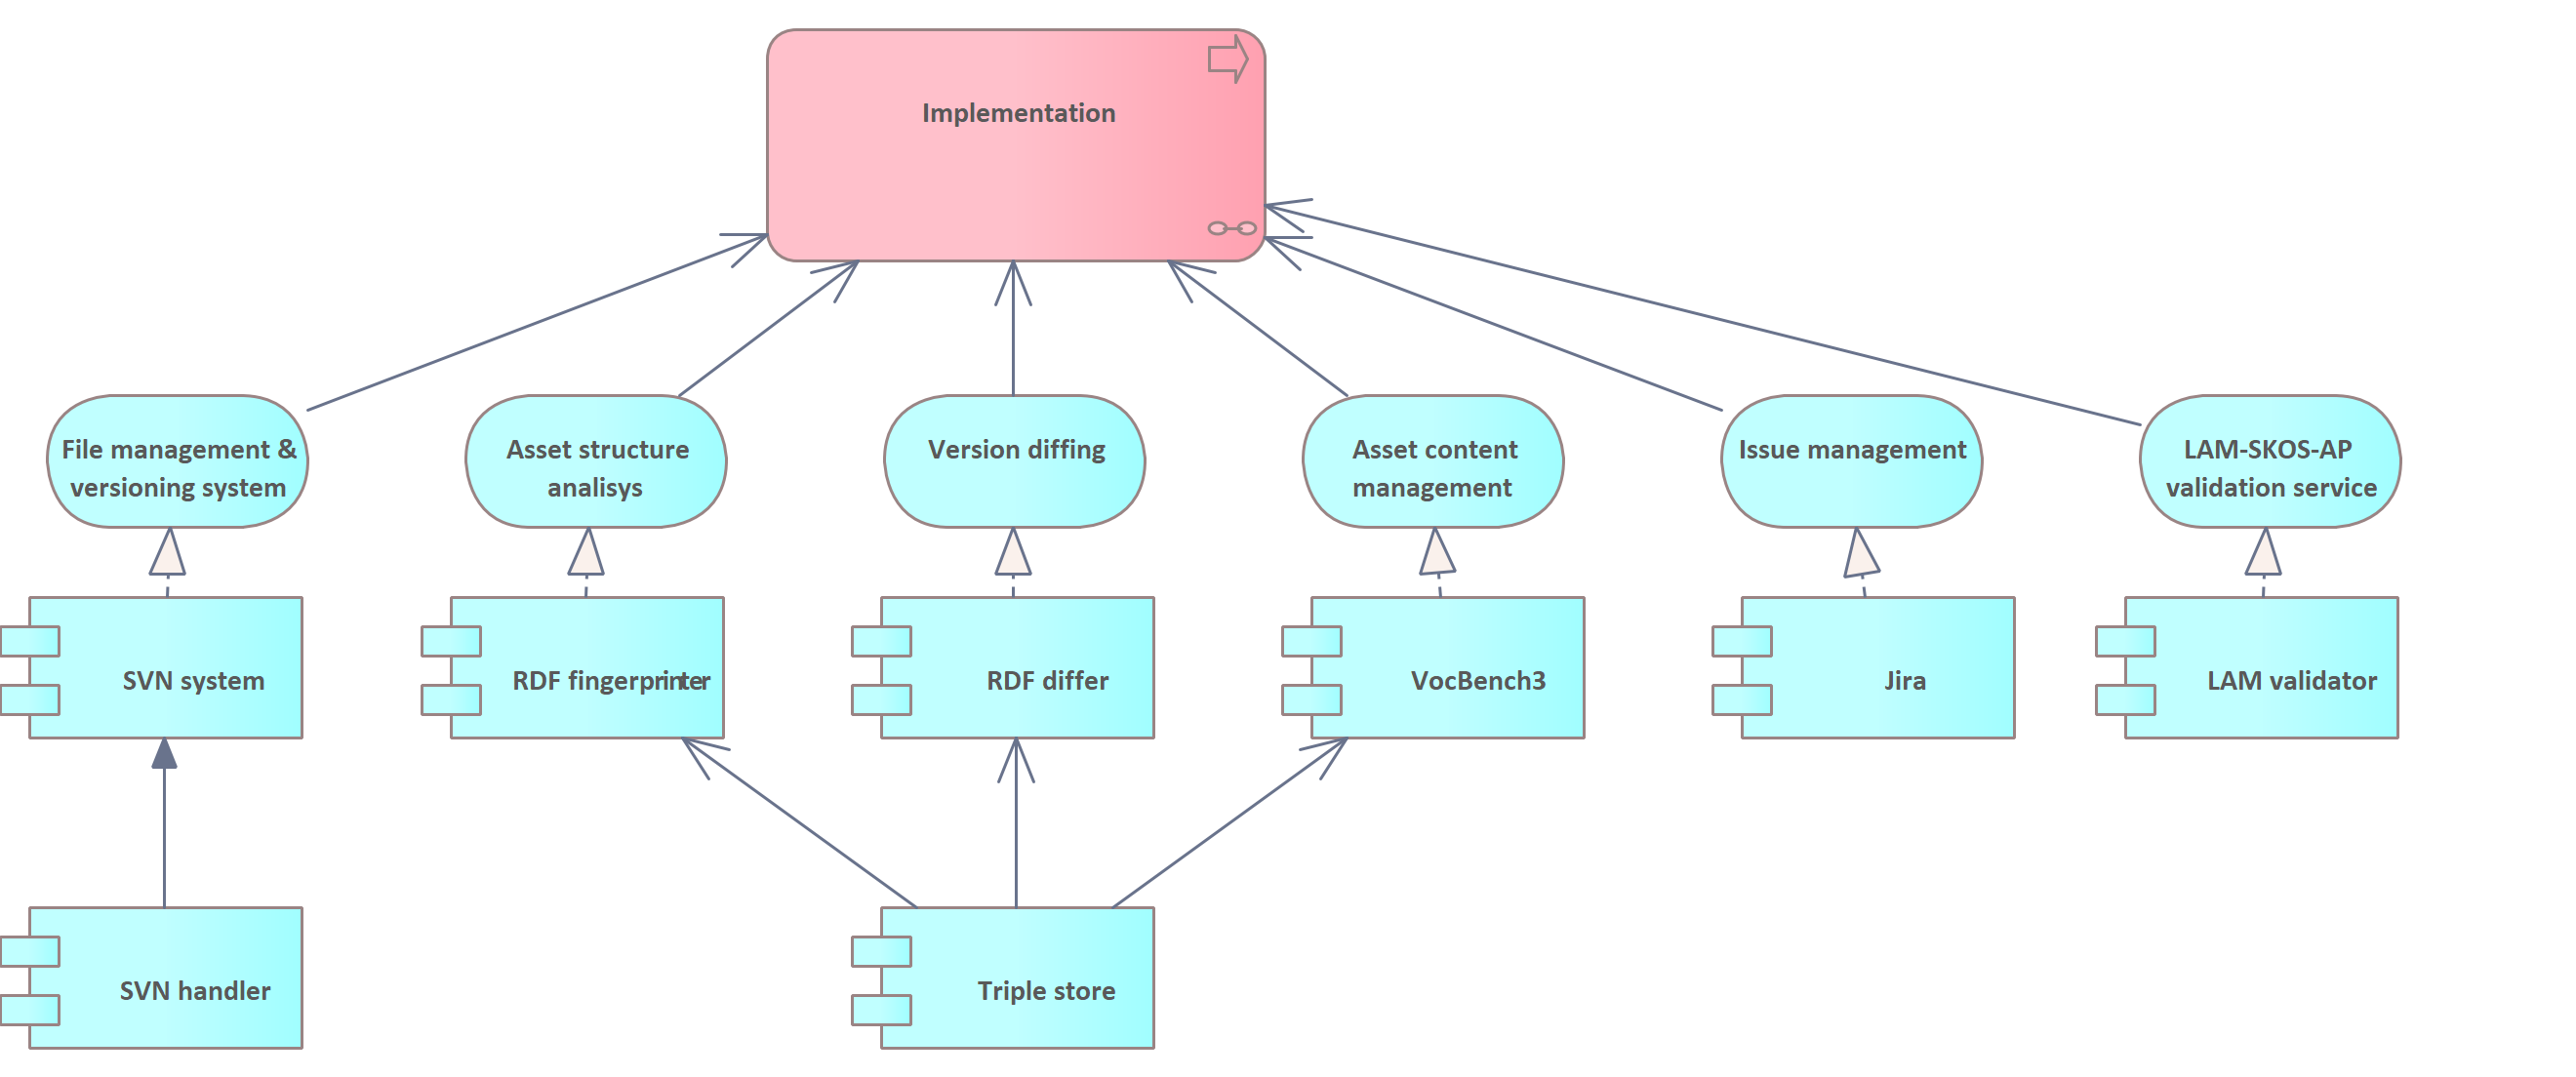 Implementation
File management &
versioning system
Asset structure
analisys
Version diffing
Asset content
management
Issue management
LAM-SKOS-AP
validation service
SVN system
RDF fingerprinter
RDF differ
VocBench3
Jira
LAM validator
SVN handler
Triple store